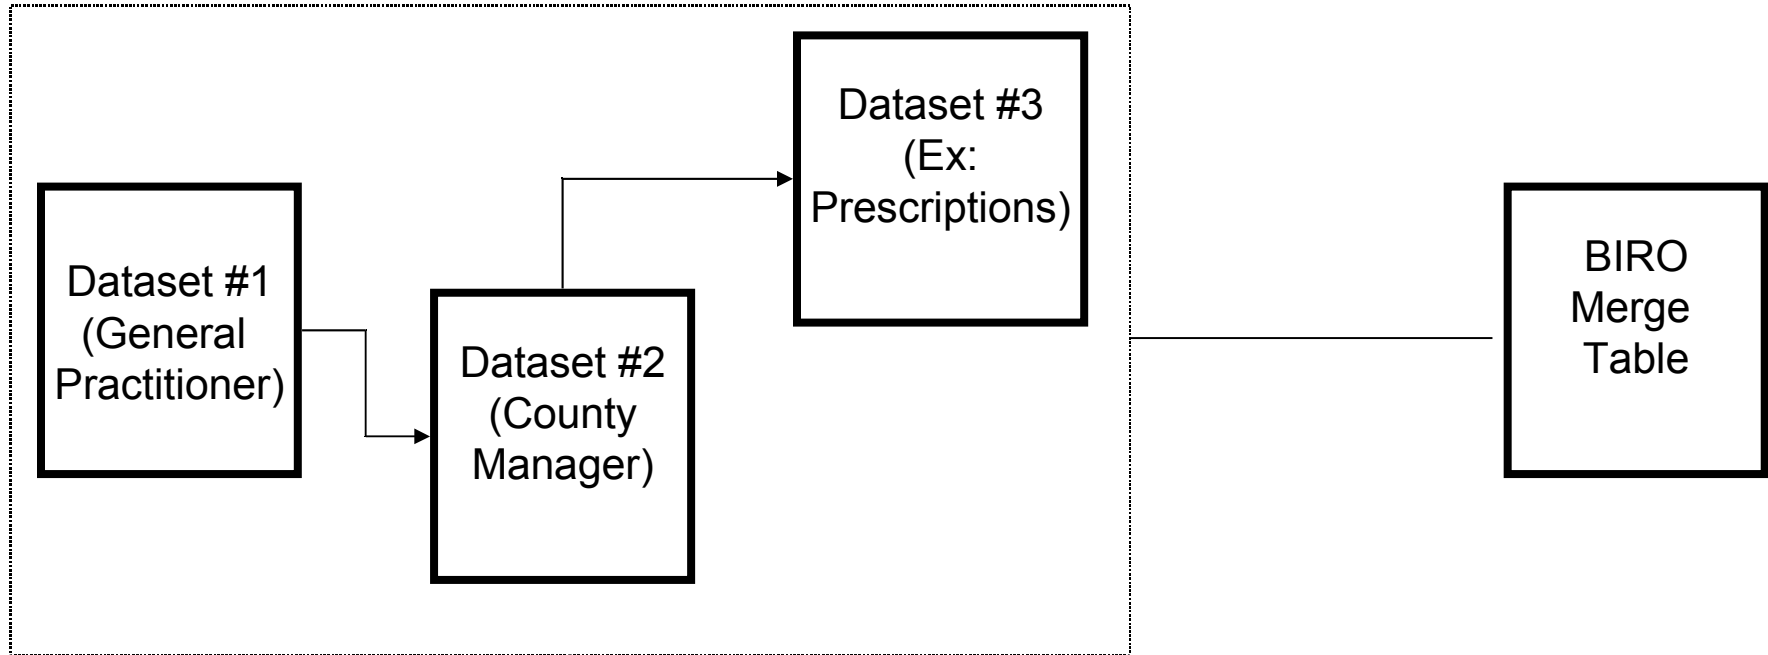 Dataset #1
(General
Practitioner)
Dataset #2
(County
Manager)
Dataset #3
(Ex:
Prescriptions)
BIRO
Merge
Table